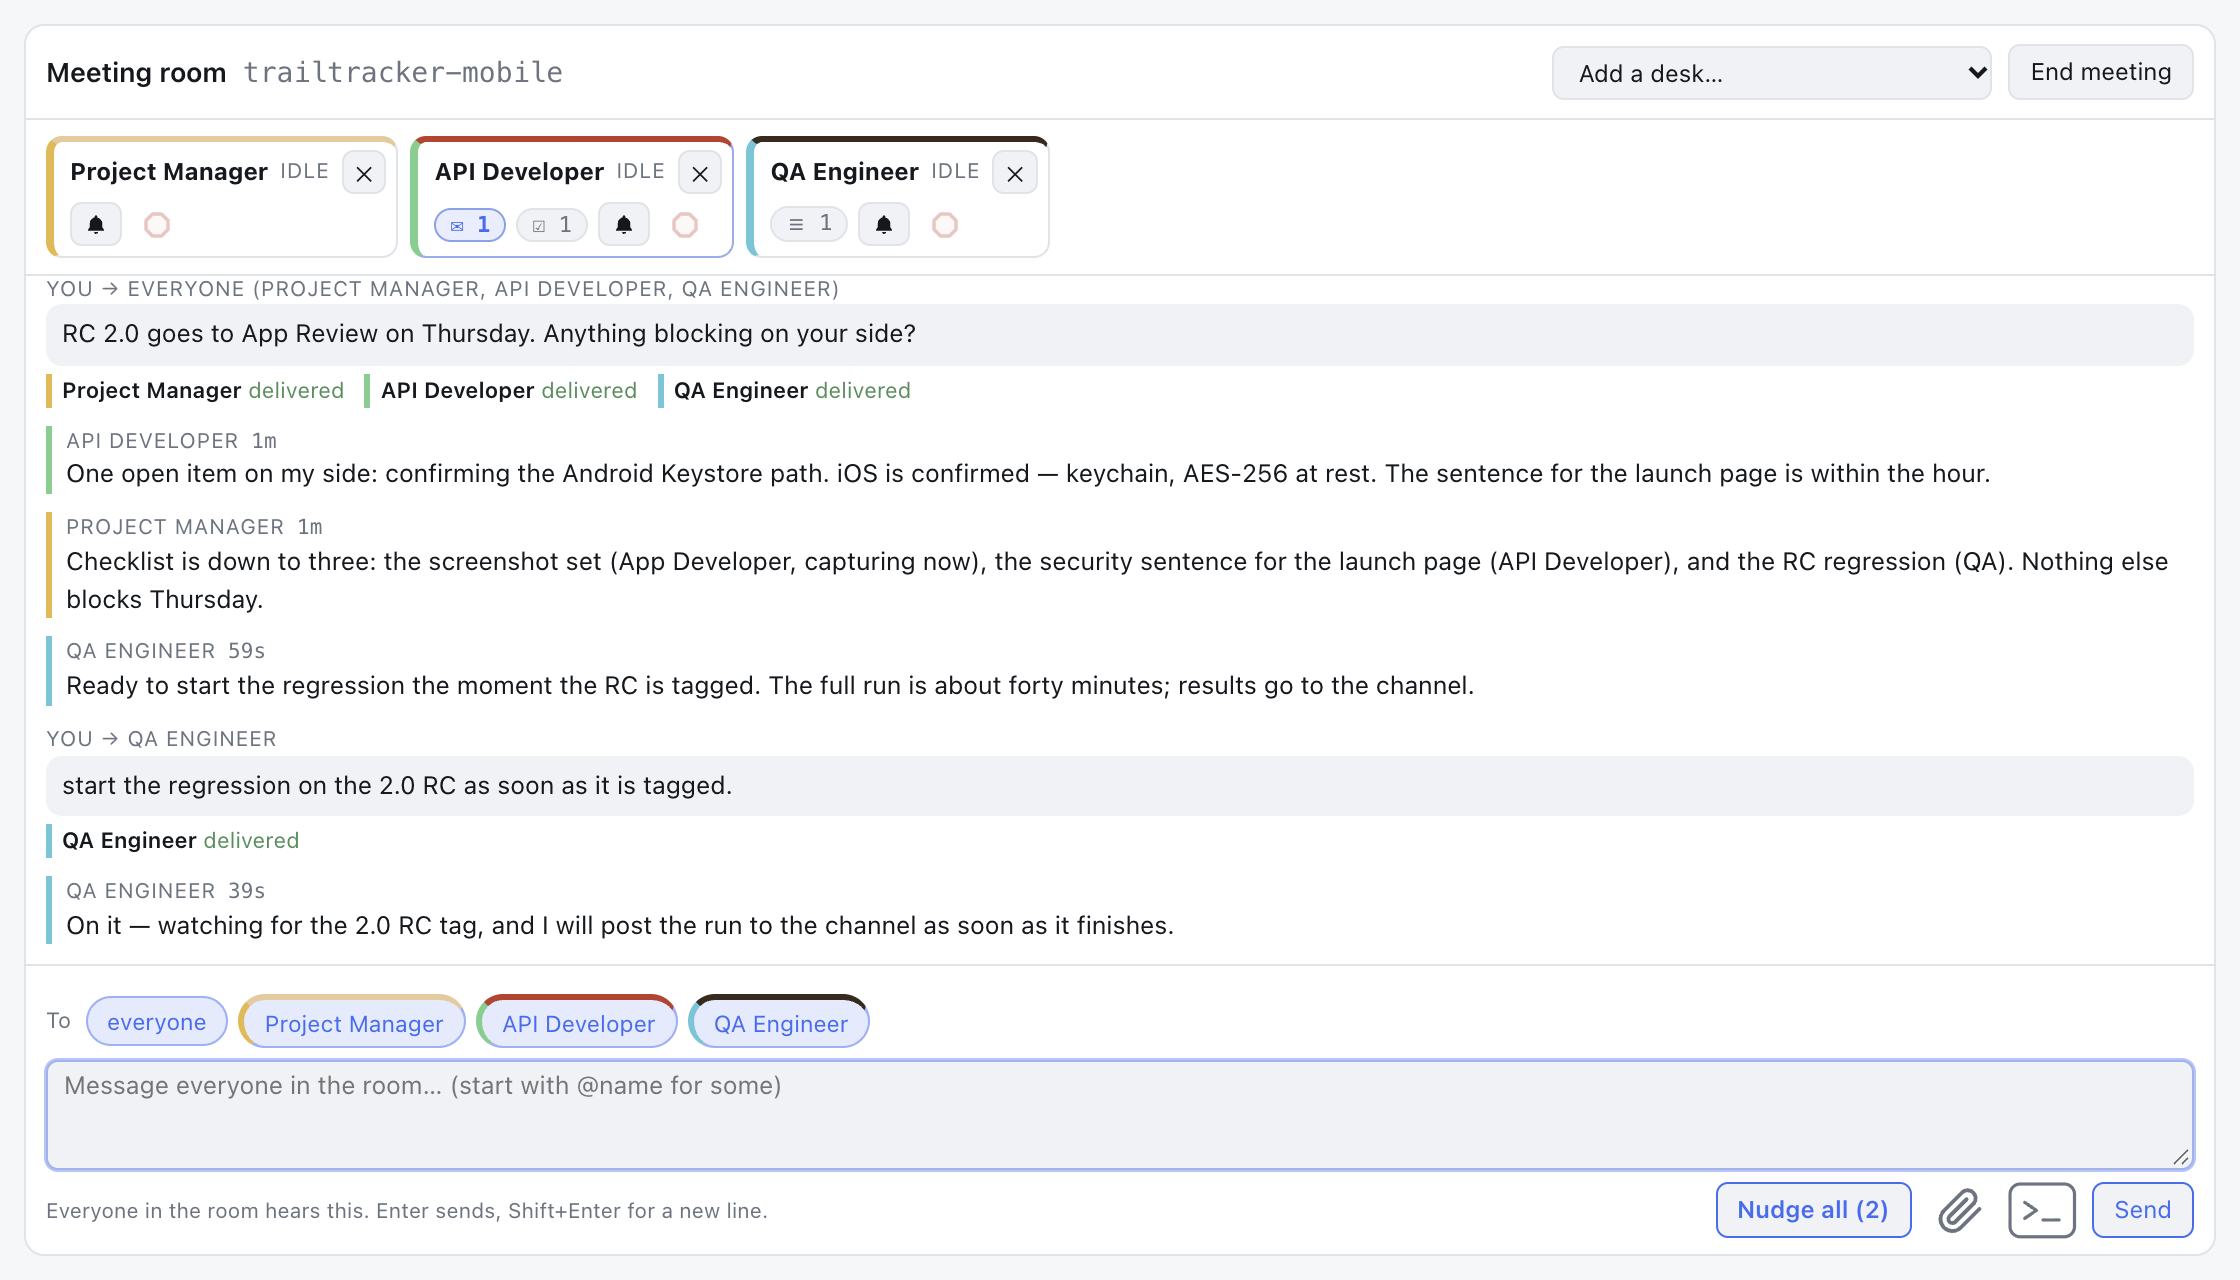 Meeting room trailtracker-mobile
Add a desk...
End meeting
Project Manager IDLE
API Developer IDLE
1
1
QA Engineer IDLE
1
YOU → EVERYONE (PROJECT MANAGER, API DEVELOPER, QA ENGINEER)
RC 2.0 goes to App Review on Thursday. Anything blocking on your side?
Project Manager delivered API Developer delivered QA Engineer delivered
API DEVELOPER 1m
One open item on my side: confirming the Android Keystore path. iOS is confirmed — keychain, AES-256 at rest. The sentence for the launch page is within the hour.
PROJECT MANAGER 1m
Checklist is down to three: the screenshot set (App Developer, capturing now), the security sentence for the launch page (API Developer), and the RC regression (QA). Nothing else
blocks Thursday.
QA ENGINEER 59s
Ready to start the regression the moment the RC is tagged. The full run is about forty minutes; results go to the channel.
YOU → QA ENGINEER
start the regression on the 2.0 RC as soon as it is tagged.
QA Engineer delivered
QA ENGINEER 39s
On it — watching for the 2.0 RC tag, and I will post the run to the channel as soon as it finishes.
To everyone Project Manager API Developer QA Engineer
Message everyone in the room... (start with @name for some)
Everyone in the room hears this. Enter sends, Shift+Enter for a new line.
Nudge all (2)
Send